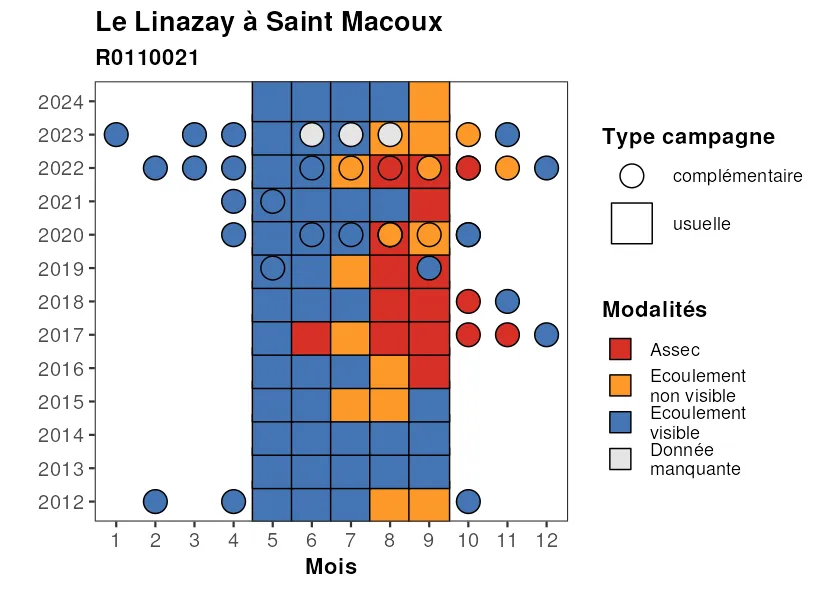 Le Linazay à Saint Macoux
R0110021
2024
2023
2022
2021
2020
2019
2018
2017
2016
2015
2014
2013
2012
1 2 3 4 5 6 7 8 9 10 11 12
Mois
Type campagne
complémentaire
usuelle
Modalités
Assec
Ecoulement
non visible
Ecoulement
visible
Donnée
manquante